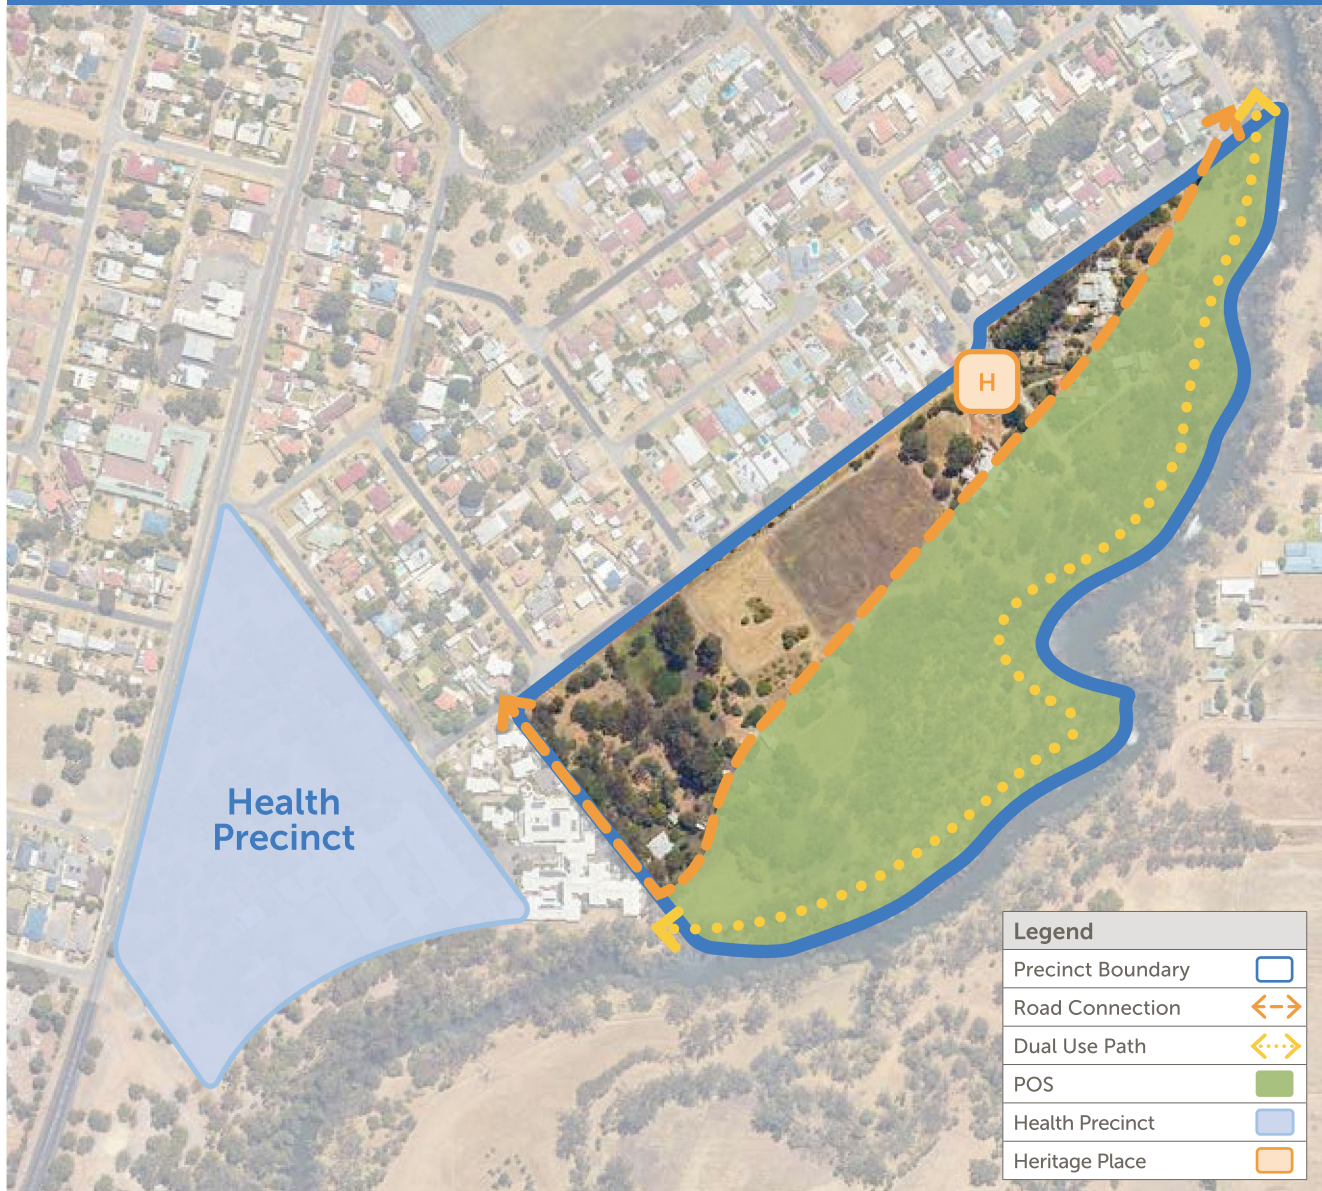 H
Health
Precinct
Legend
Precinct Boundary
Road Connection
Dual Use Path
POS
Health Precinct
Heritage Place